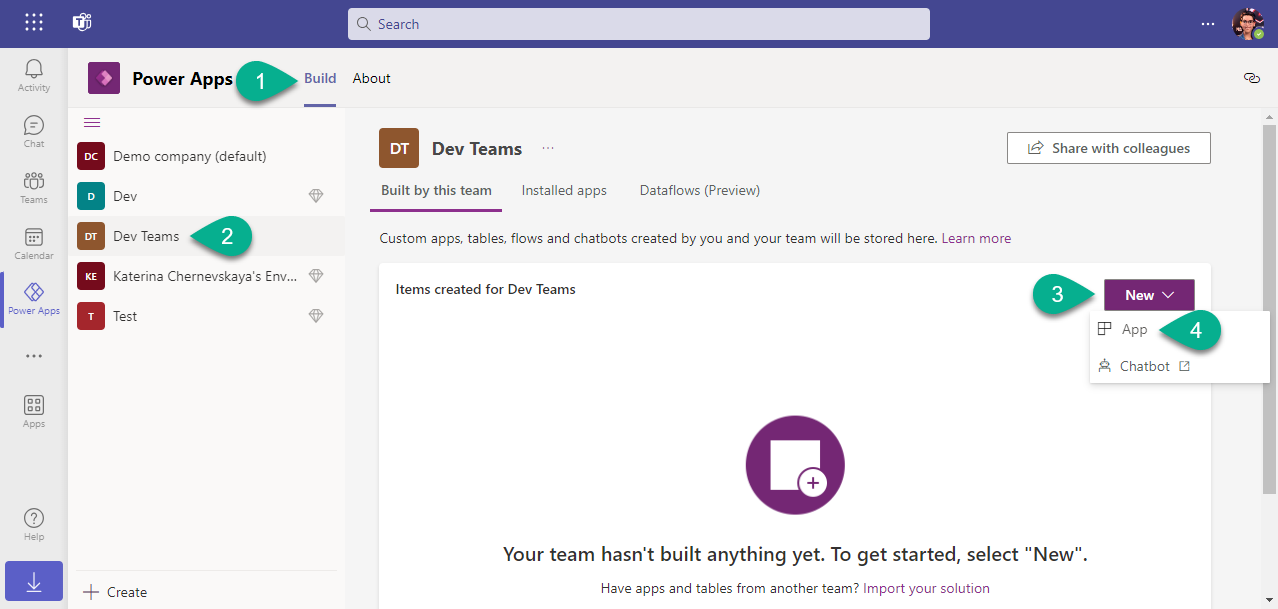 Search
Activity
Chat
Teams
Calendar
Power Apps
Apps
Help
Power Apps
1
Build
About
DC
Demo company (default)
D
Dev
DT
Dev Teams
2
KE
Katerina Chernevskaya's Env...
T
Test
Create
DT
Dev Teams
Share with colleagues
Built by this team
Installed apps
Dataflows (Preview)
Custom apps, tables, flows and chatbots created by you and your team will be stored here. Learn more
Items created for Dev Teams
3
New
App
4
Chatbot
Your team hasn't built anything yet. To get started, select "New".
Have apps and tables from another team? Import your solution